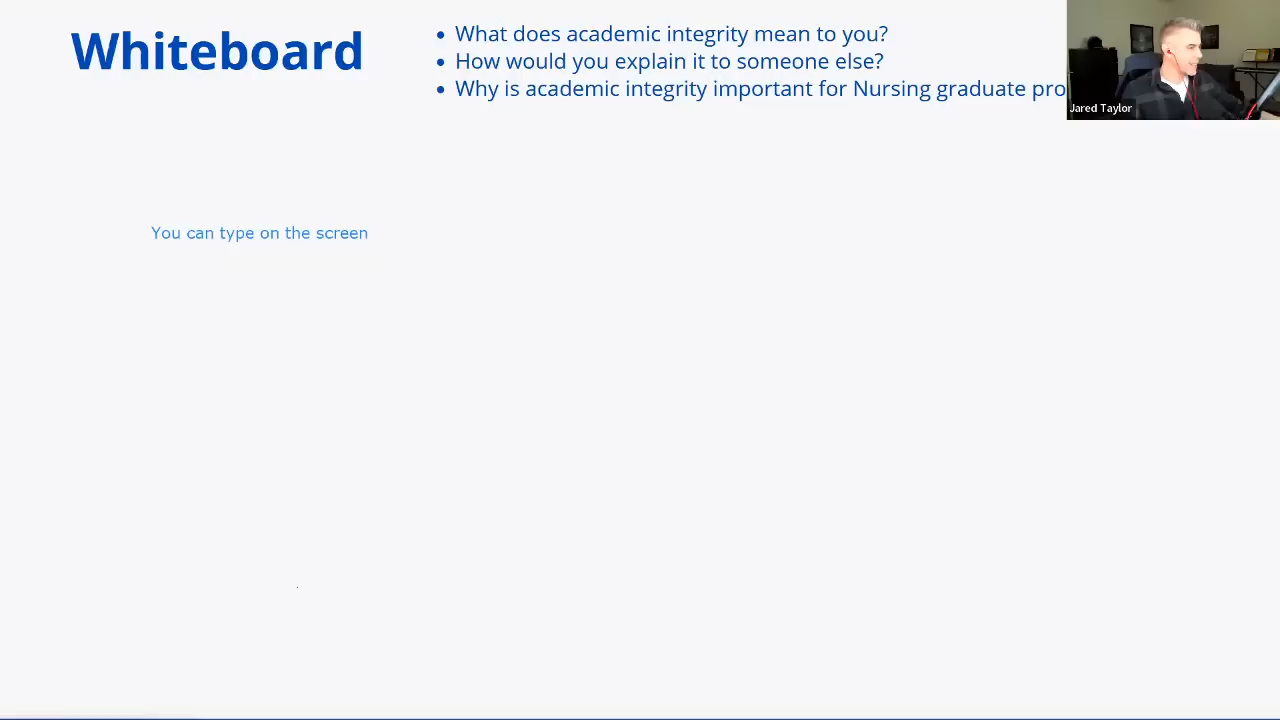 Whiteboard
• What does academic integrity mean to you?
• How would you explain it to someone else?
• Why is academic integrity important for Nursing graduate pro
Jared Taylor
You can type on the screen